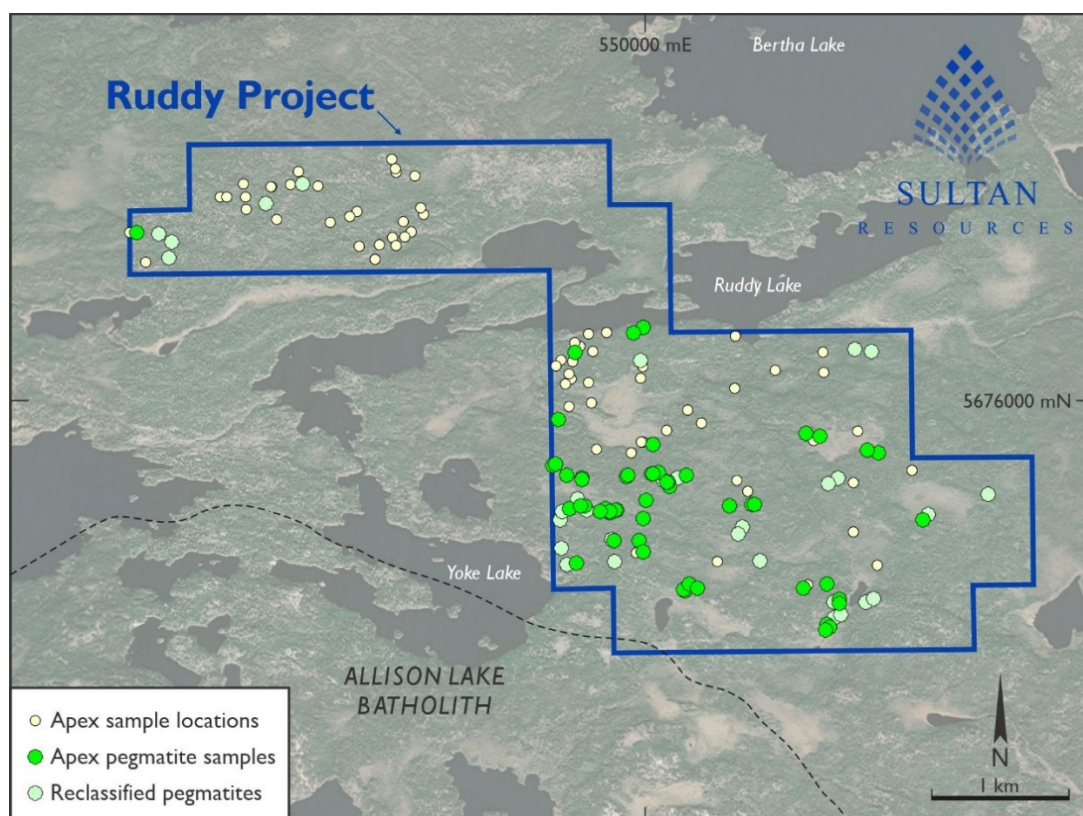 550000 mE
Bertha Lake
Ruddy Project
SULTAN
RESOURCES
Ruddy Lake
5676000 mN
Yoke Lake
ALLISON LAKE
BATHOLITH
Apex sample locations
Apex pegmatite samples
Reclassified pegmatites
N
1 km